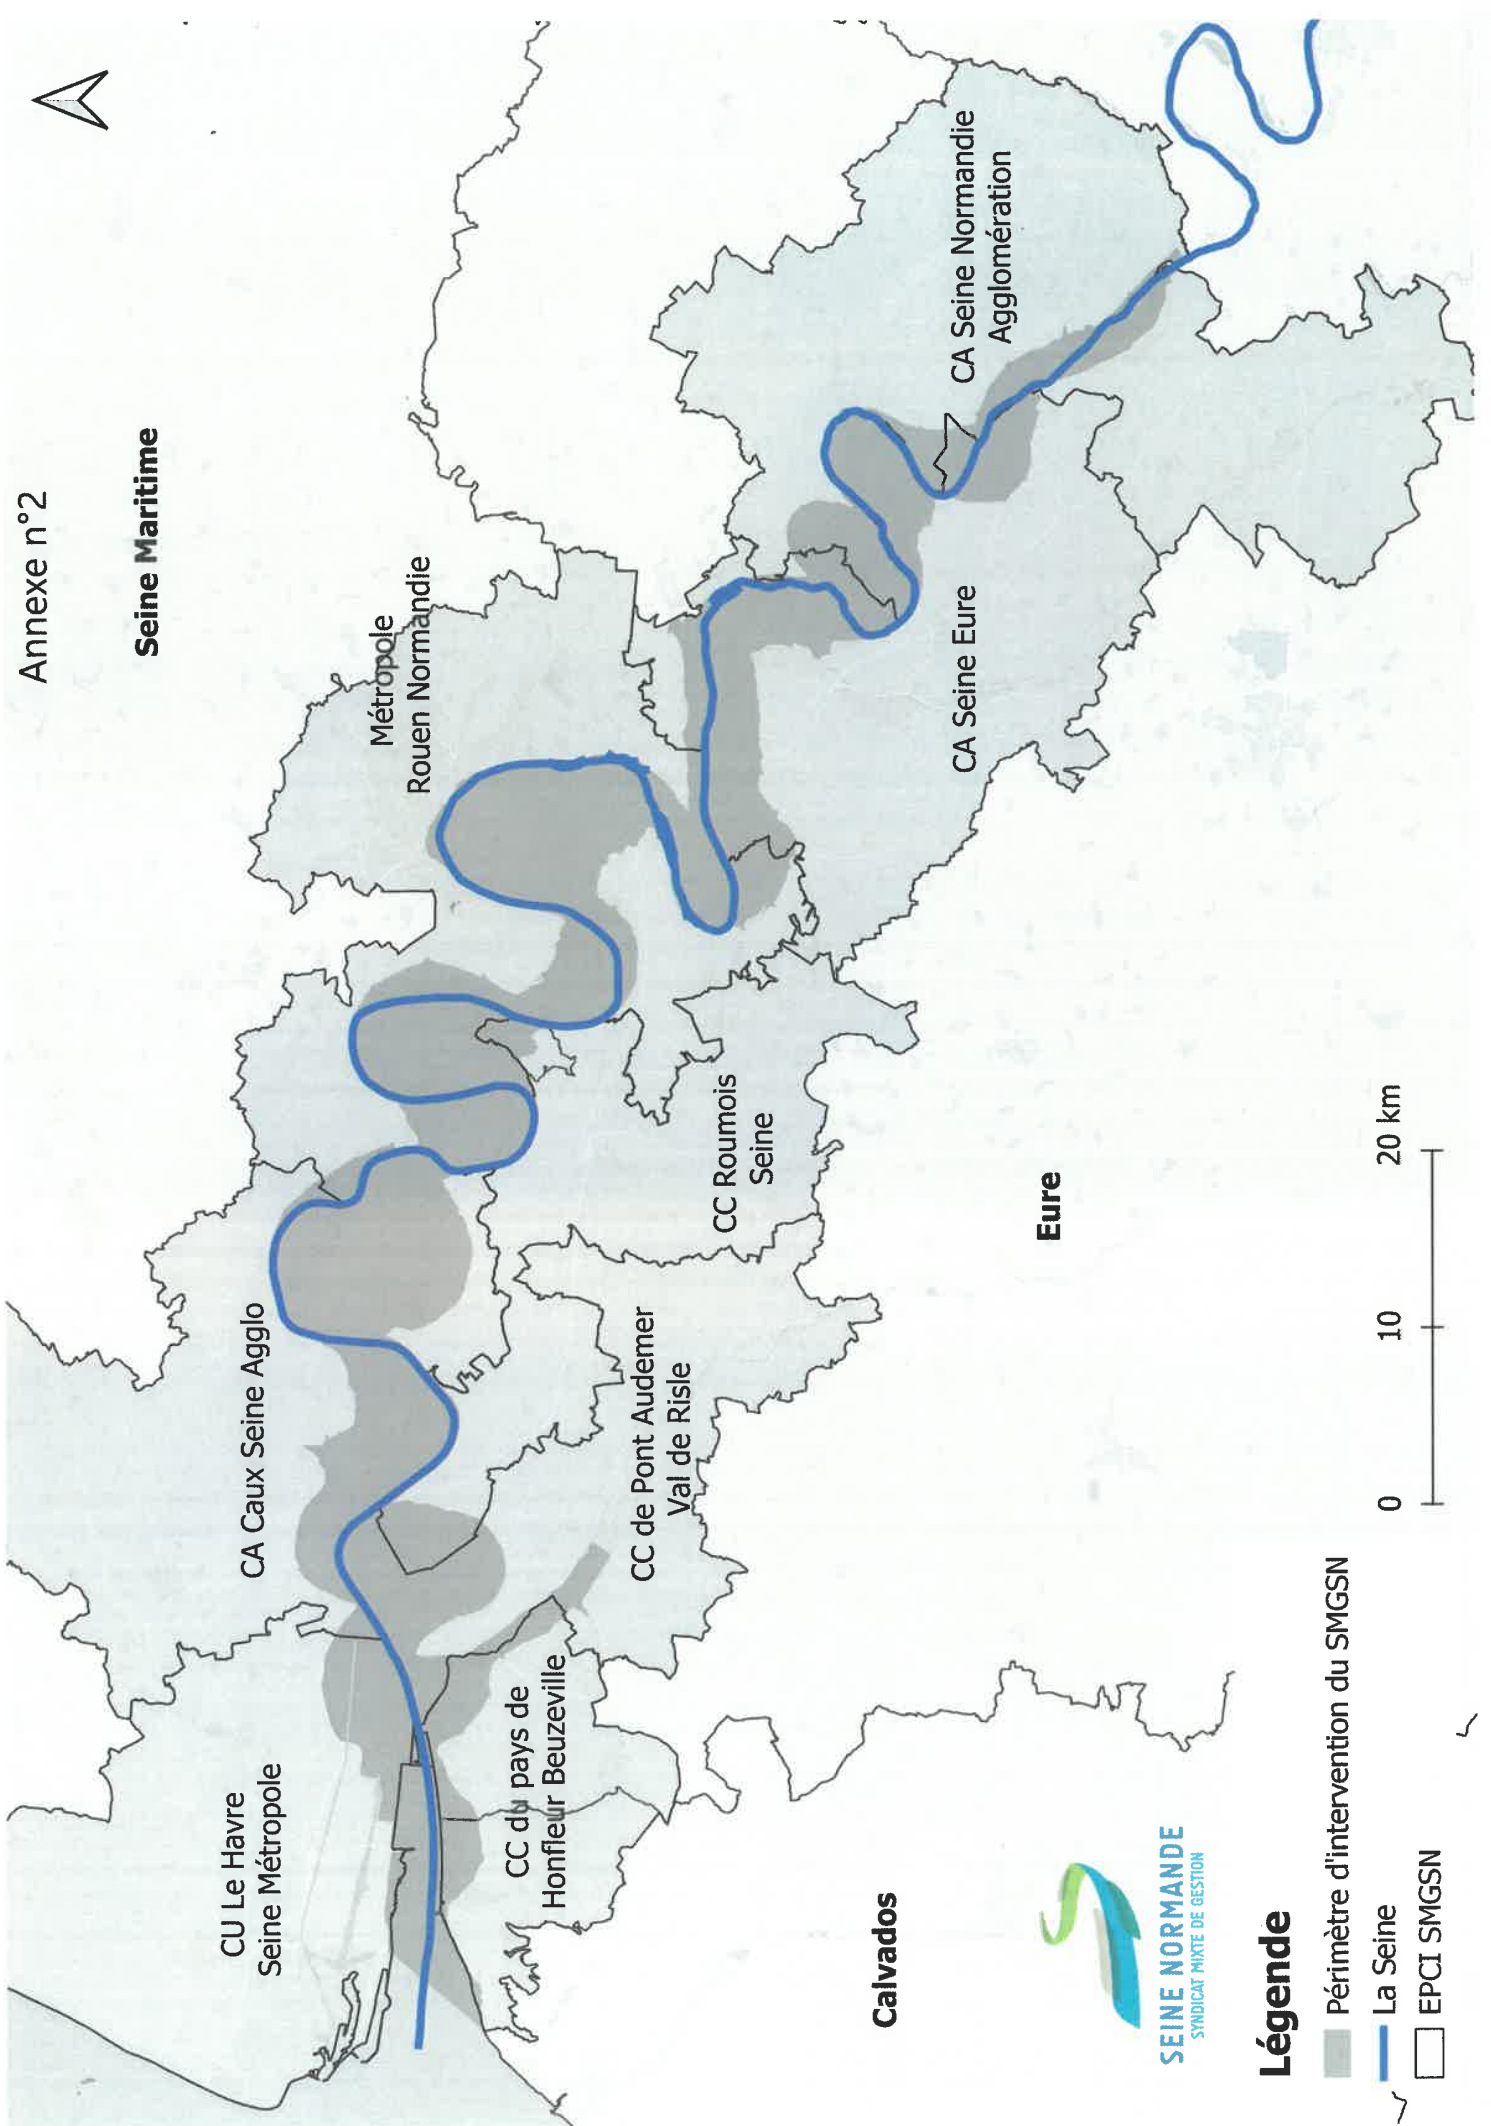 Annexe n°2
Seine Maritime
Métropole
Rouen Normandie
CA Caux Seine Agglo
CU Le Havre
Seine Métropole
CA Seine Normandie
Agglomération
CA Seine Eure
CC Roumois
Seine
CC de Pont Audemer
Val de Risle
CC du pays de
Honfleur Beuzeville
Eure
Calvados
SEINE NORMANDE
SYNDICAT MIXTE DE GESTION
0 10 20 km
Légende
Périmètre d'intervention du SMGSN
La Seine
EPCI SMGSN